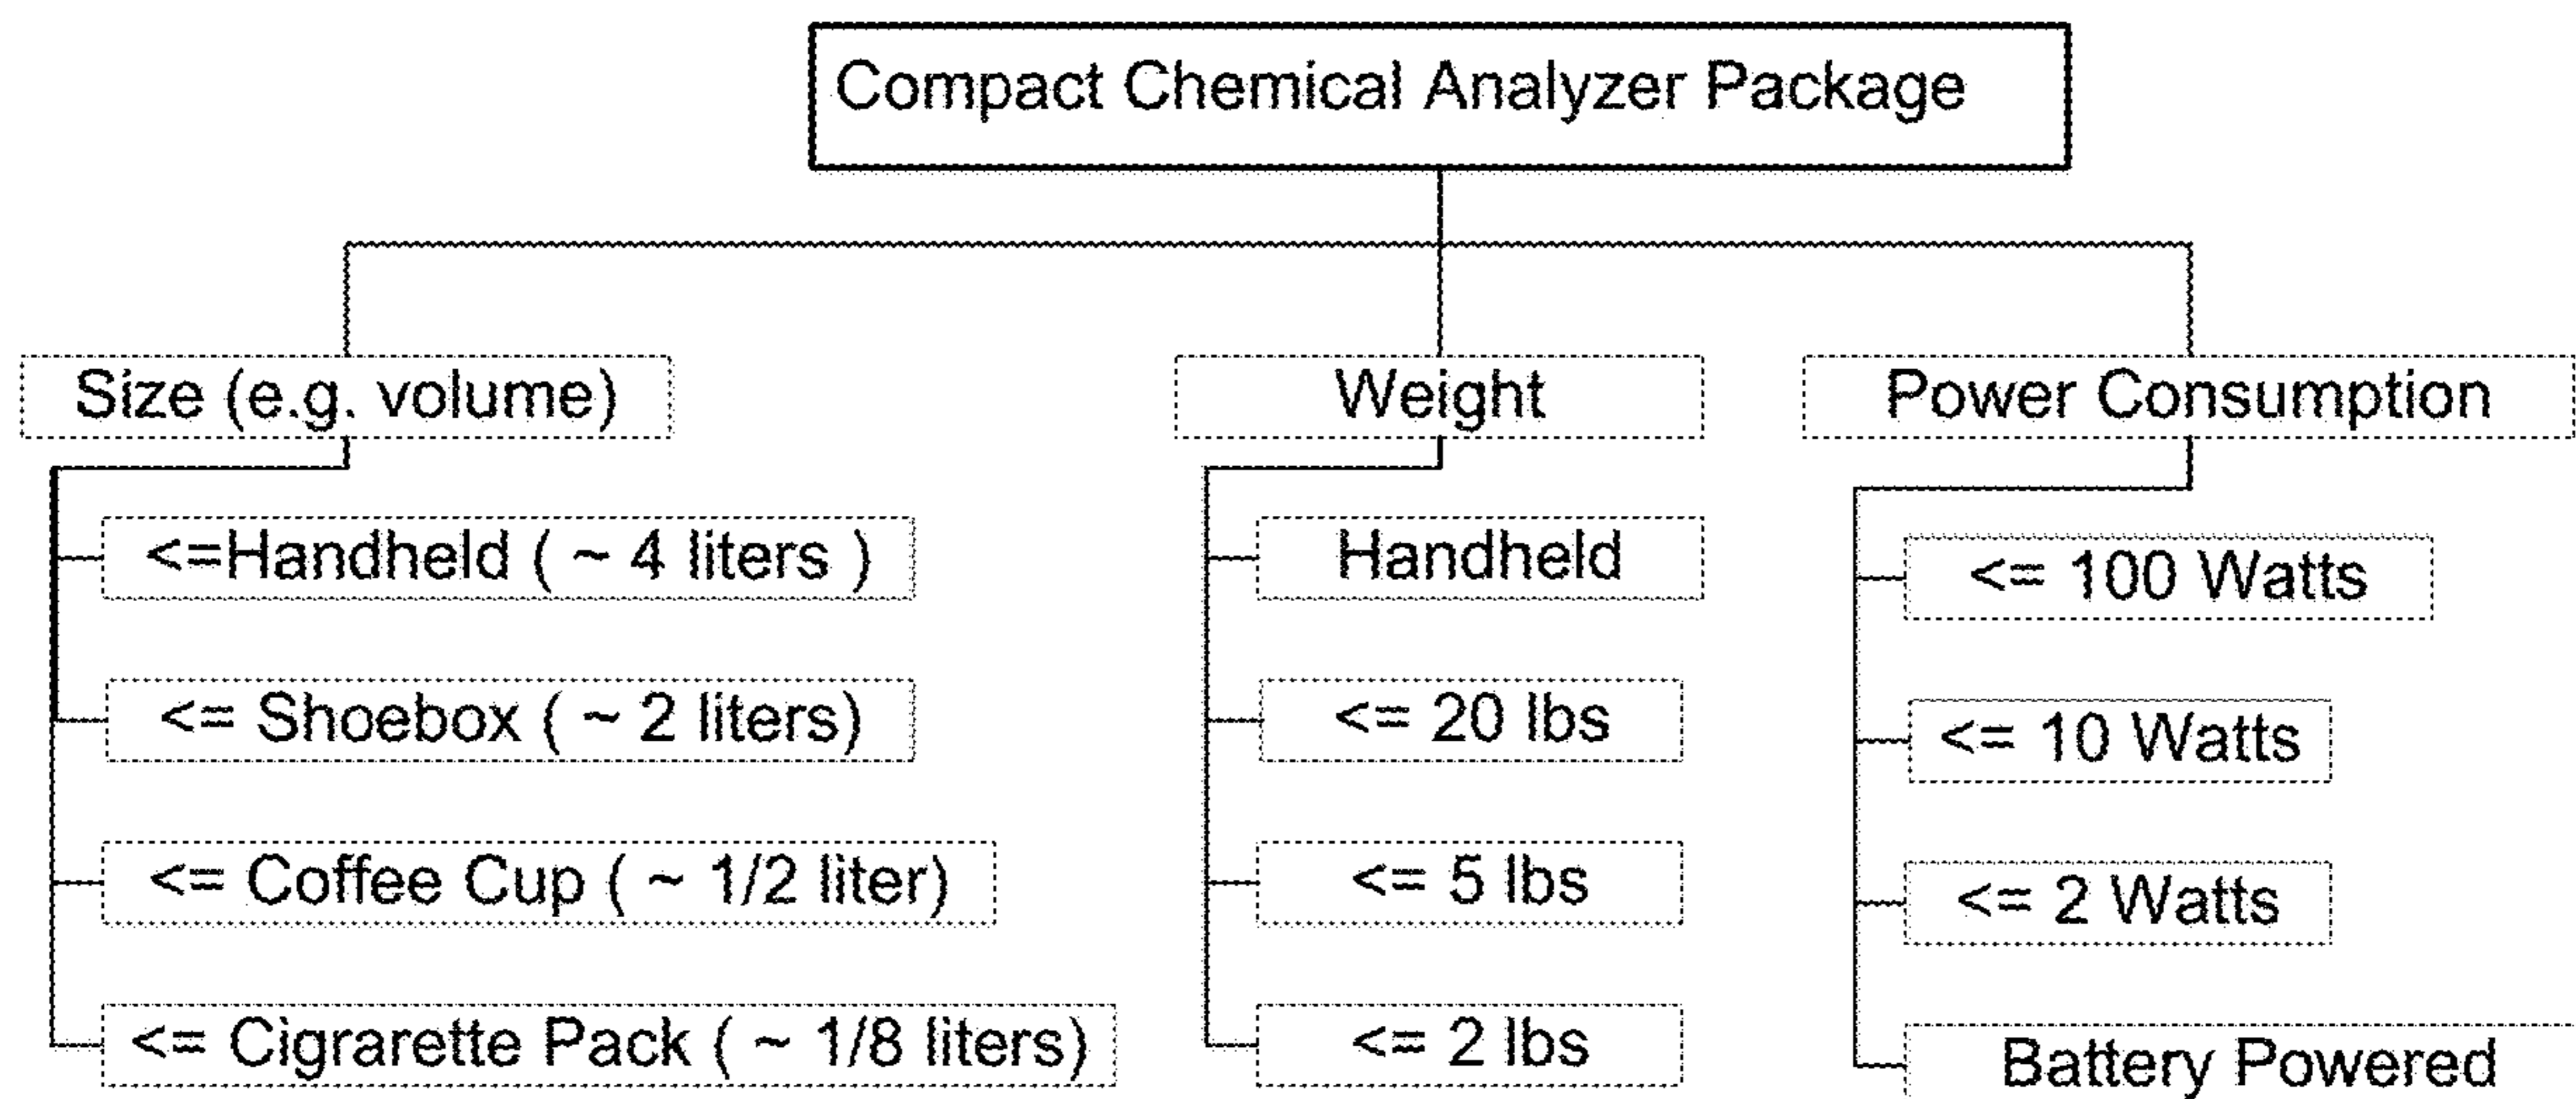 Compact Chemical Analyzer Package
Size (e.g. volume)
<=Handheld ( ~ 4 liters )
<= Shoebox ( ~ 2 liters)
<= Coffee Cup ( ~ 1/2 liter)
<= Cigrarette Pack ( ~ 1/8 liters)
Weight
Handheld
<= 20 lbs
<= 5 lbs
<= 2 lbs
Power Consumption
<= 100 Watts
<= 10 Watts
<= 2 Watts
Battery Powered